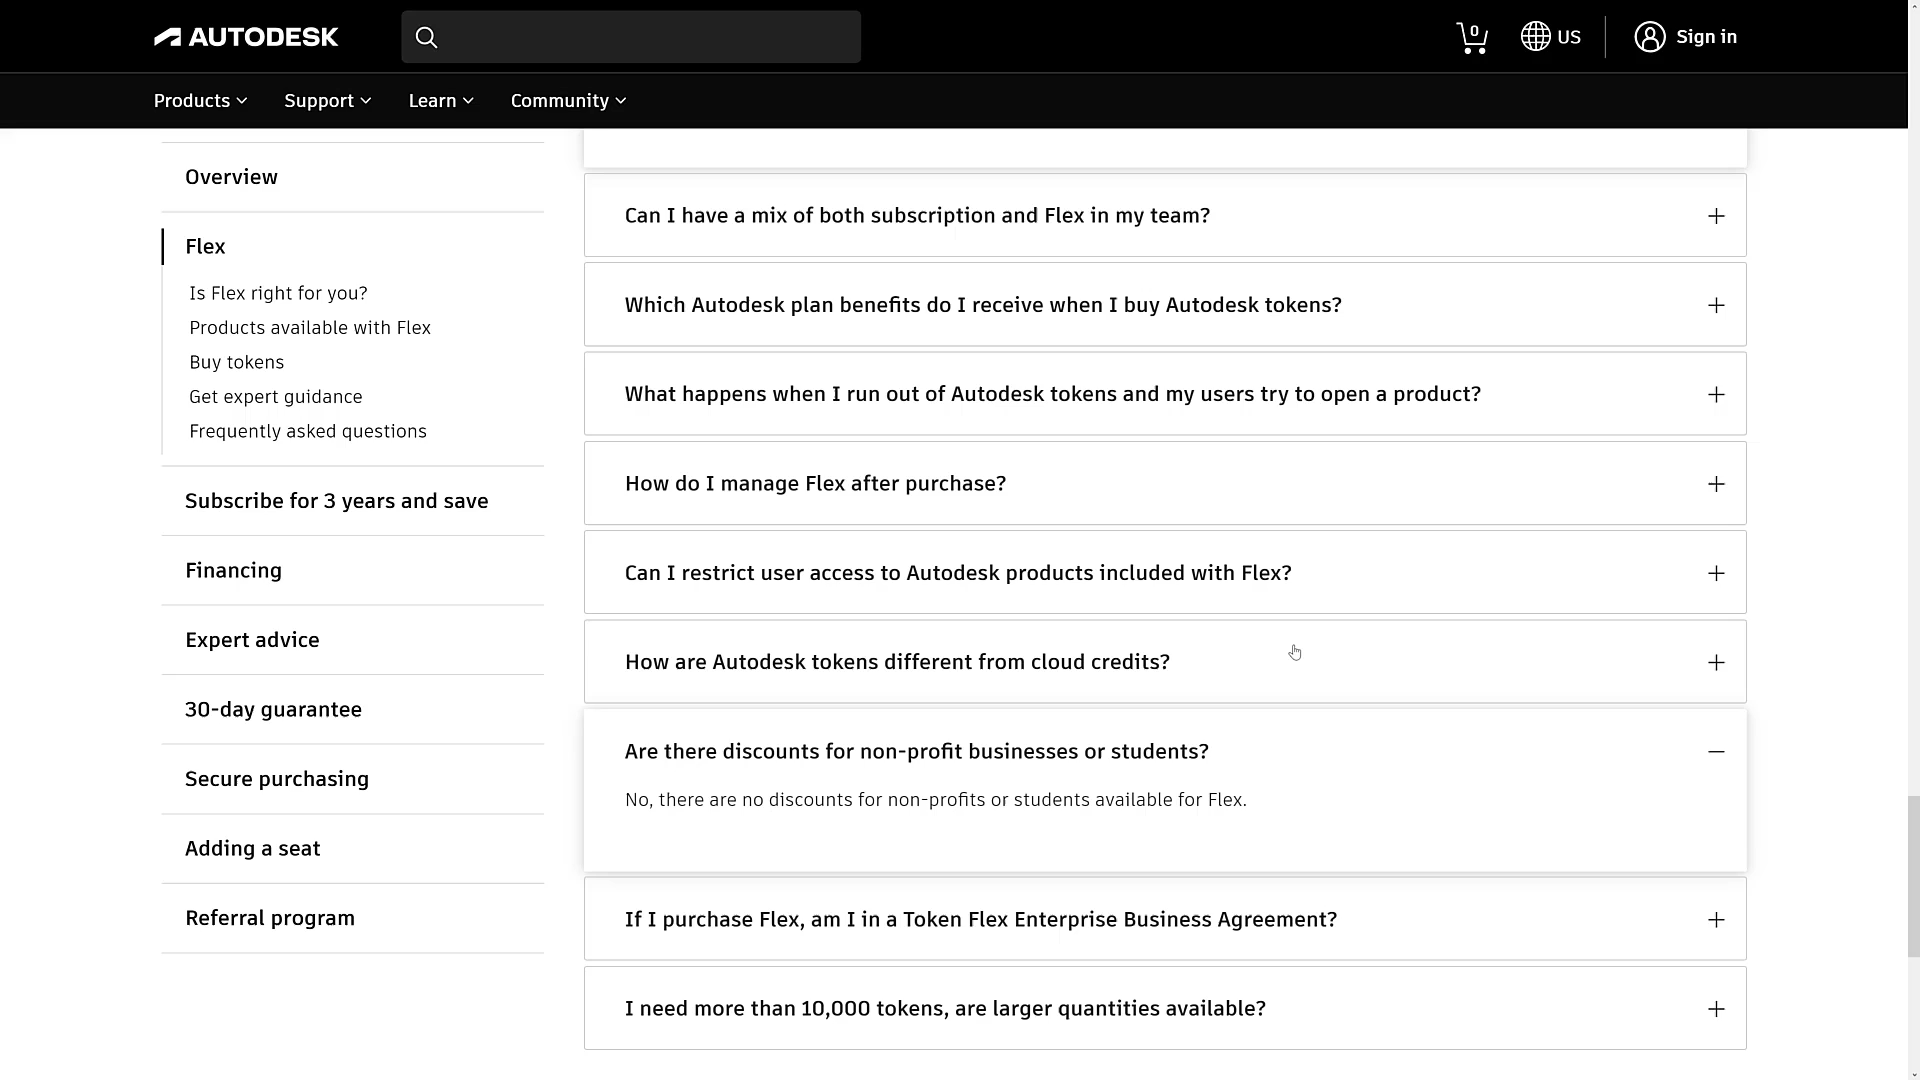 AUTODESK
0
US
Sign in
Products
Support
Learn
Community
Overview
Flex
Is Flex right for you?
Products available with Flex
Buy tokens
Get expert guidance
Frequently asked questions
Subscribe for 3 years and save
Financing
Expert advice
30-day guarantee
Secure purchasing
Adding a seat
Referral program
Can I have a mix of both subscription and Flex in my team?
Which Autodesk plan benefits do I receive when I buy Autodesk tokens?
What happens when I run out of Autodesk tokens and my users try to open a product?
How do I manage Flex after purchase?
Can I restrict user access to Autodesk products included with Flex?
How are Autodesk tokens different from cloud credits?
Are there discounts for non-profit businesses or students?
No, there are no discounts for non-profits or students available for Flex.
If I purchase Flex, am I in a Token Flex Enterprise Business Agreement?
I need more than 10,000 tokens, are larger quantities available?